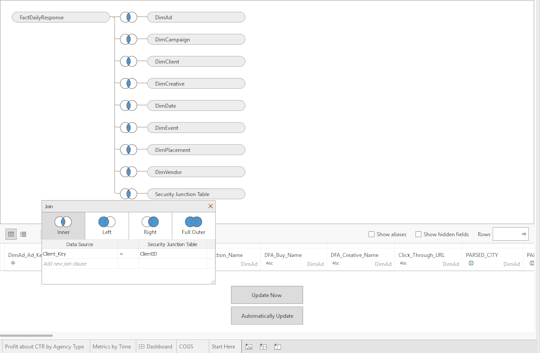 FactDailyResponse
DimAd
DimCampaign
DimClient
DimCreative
DimDate
DimEvent
DimPlacement
DimVendor
Security Junction Table
Join
Inner Left Right Full Outer
Data Source Security Junction Table
Client_Key = ClientID
Add new join clause
Show aliases Show hidden fields Rows
DimAd_Ad_Ke ction_Name DFA_Buy_Name DFA_Creative_Name Click_Through_URL PARSED_CITY
DimAd Abc DimAd Abc DimAd Abc DimAd DimAd
Update Now
Automatically Update
Profit about CTR by Agency Type Metrics by Time Dashboard COGS Start Here